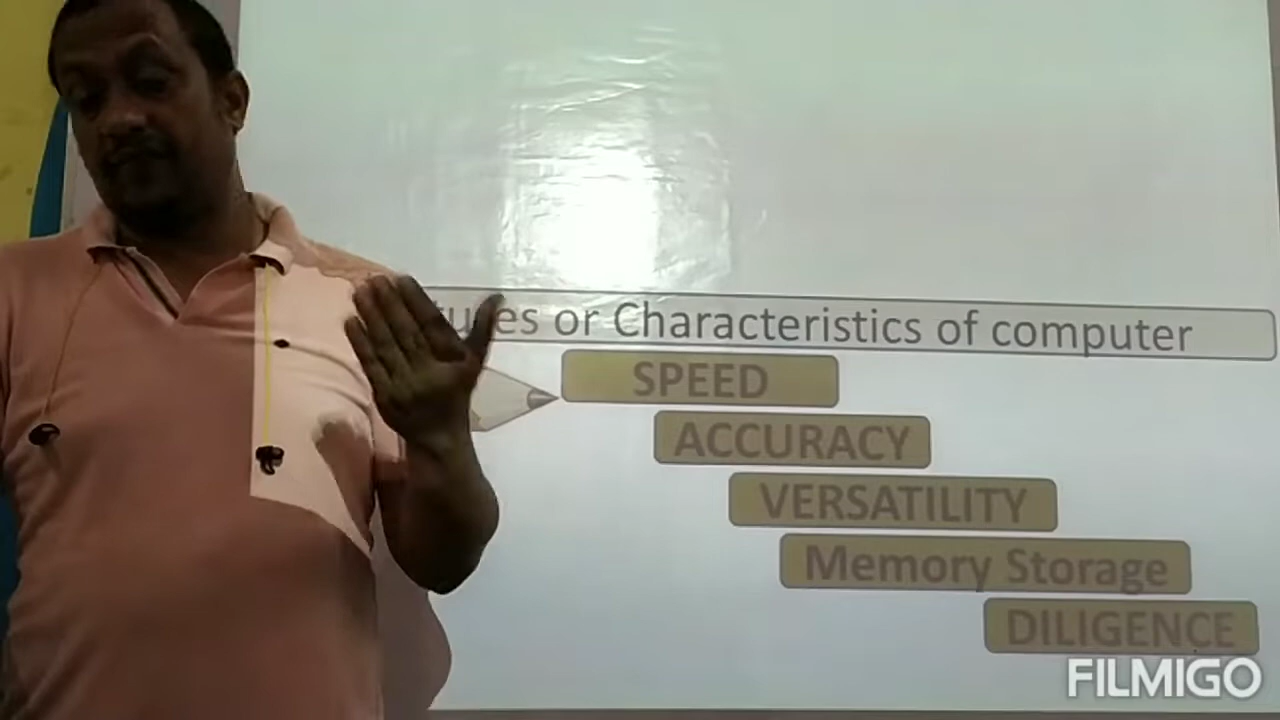 or Characteristics of computer
SPEED
ACCURACY
VERSATILITY
Memory Storage
DILIGENCE
FILMIGO